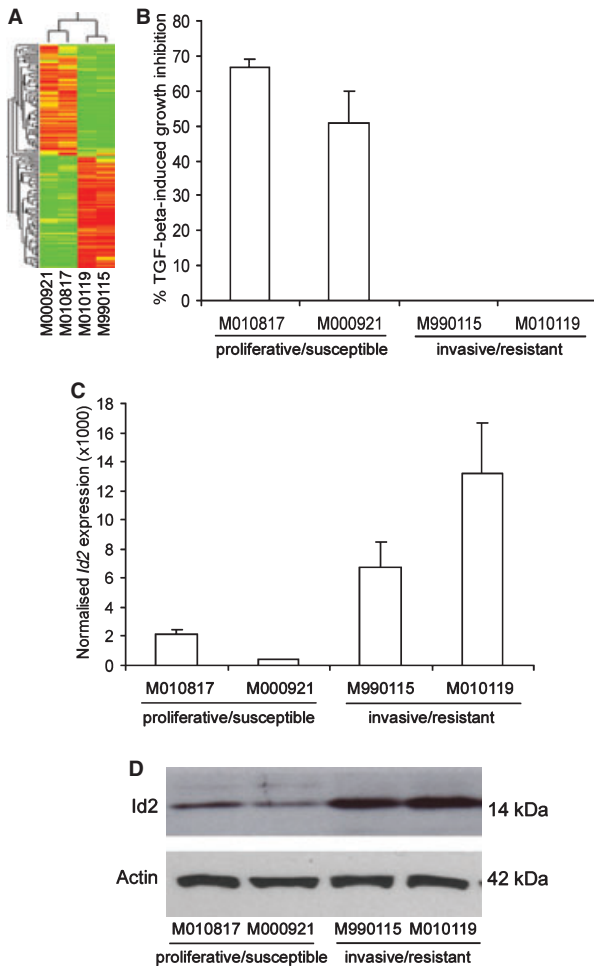 A
M000921
M010817
M010119
M990115
B
% TGF-beta-induced growth inhibition
80
70
60
50
40
30
20
10
0
M010817 M000921 M990115 M010119
proliferative/susceptible invasive/resistant
C
Normalised Id2 expression (x1000)
18
16
14
12
10
8
6
4
2
0
M010817 M000921 M990115 M010119
proliferative/susceptible invasive/resistant
D
Id2 14 kDa
Actin 42 kDa
M010817 M000921 M990115 M010119
proliferative/susceptible invasive/resistant